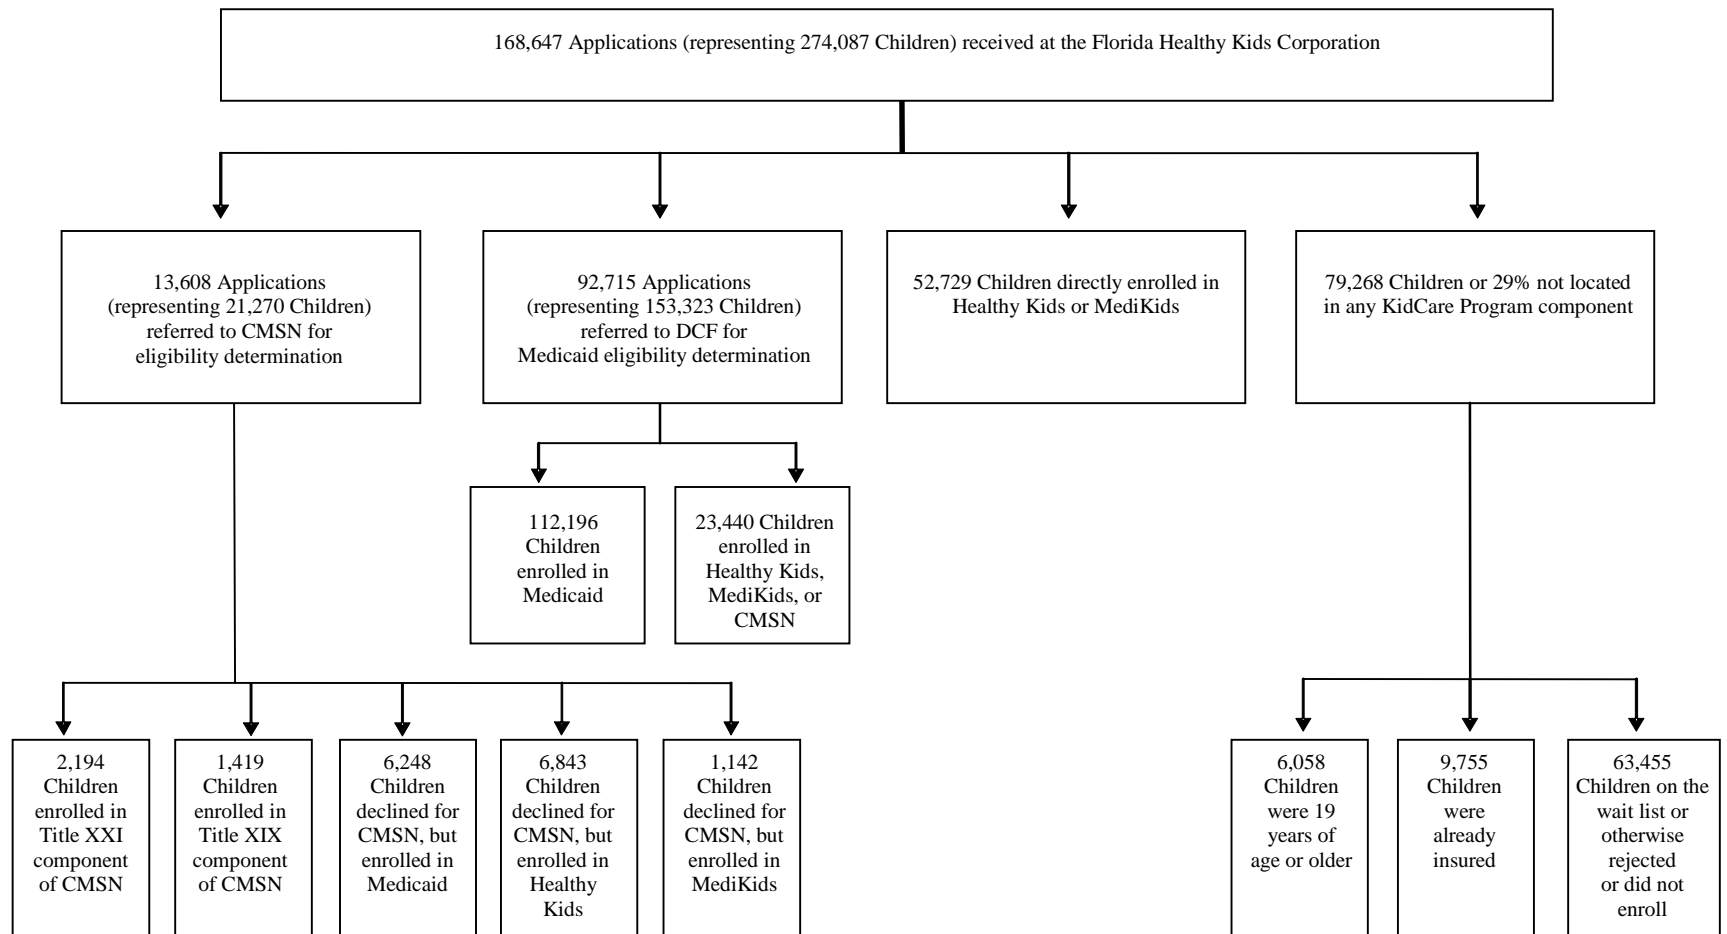 168,647 Applications (representing 274,087 Children) received at the Florida Healthy Kids Corporation
13,608 Applications
(representing 21,270 Children)
referred to CMSN for
eligibility determination
92,715 Applications
(representing 153,323 Children)
referred to DCF for
Medicaid eligibility determination
52,729 Children directly enrolled in
Healthy Kids or MediKids
79,268 Children or 29% not located
in any KidCare Program component
112,196
Children
enrolled in
Medicaid
23,440 Children
enrolled in
Healthy Kids,
MediKids, or
CMSN
2,194
Children
enrolled in
Title XXI
component
of CMSN
1,419
Children
enrolled in
Title XIX
component
of CMSN
6,248
Children
declined for
CMSN, but
enrolled in
Medicaid
6,843
Children
declined for
CMSN, but
enrolled in
Healthy
Kids
1,142
Children
declined for
CMSN, but
enrolled in
MediKids
6,058
Children
were 19
years of
age or older
9,755
Children
were
already
insured
63,455
Children on the
wait list or
otherwise
rejected
or did not
enroll